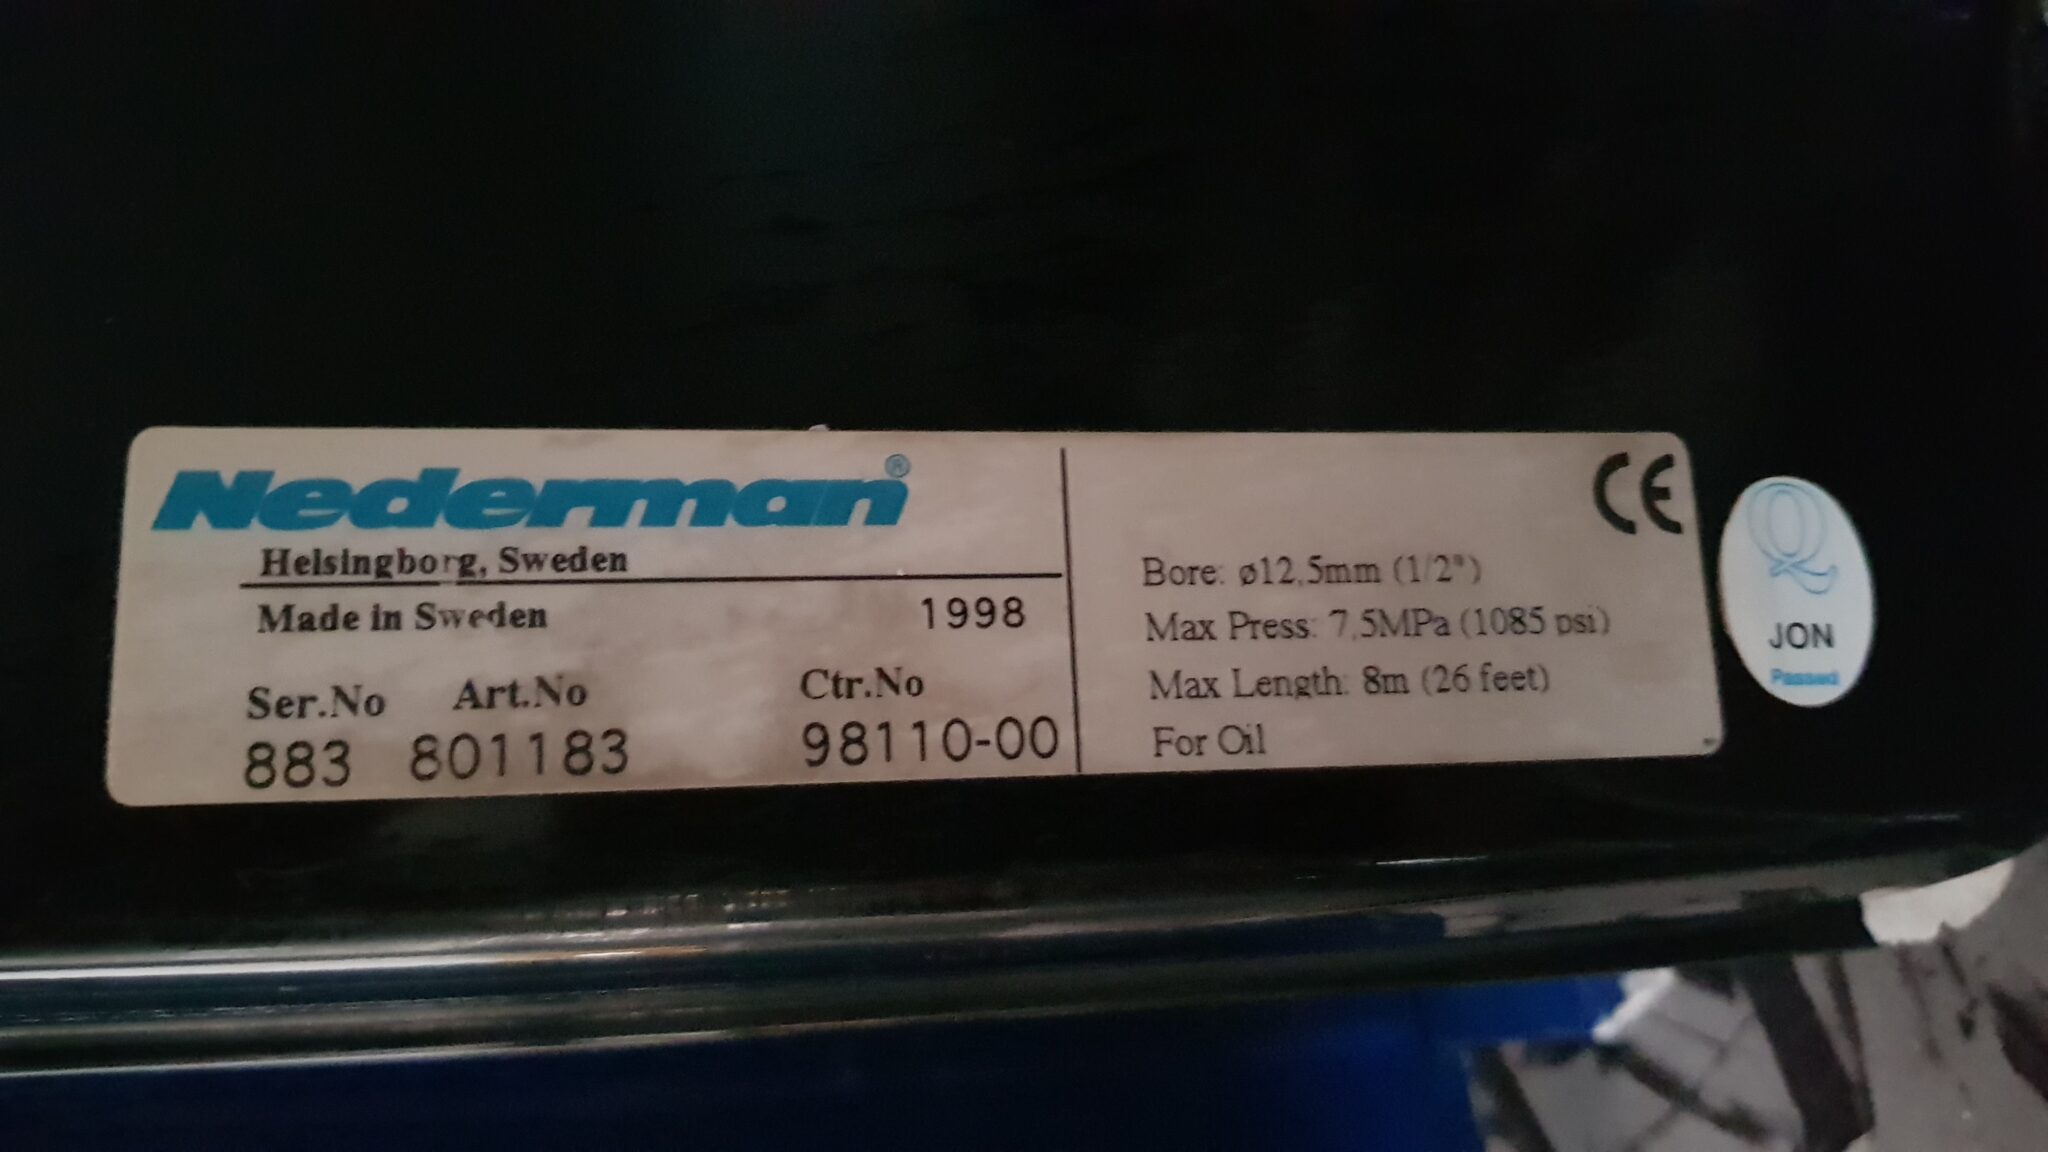 Nederman®
Helsingborg, Sweden
Made in Sweden 1998
Ser.No Art.No Ctr.No
883 801183 98110-00
CE
Bore: ø12,5mm (1/2")
Max Press: 7,5MPa (1085 psi)
Max Length: 8m (26 feet)
For Oil
Q
JON
Passed